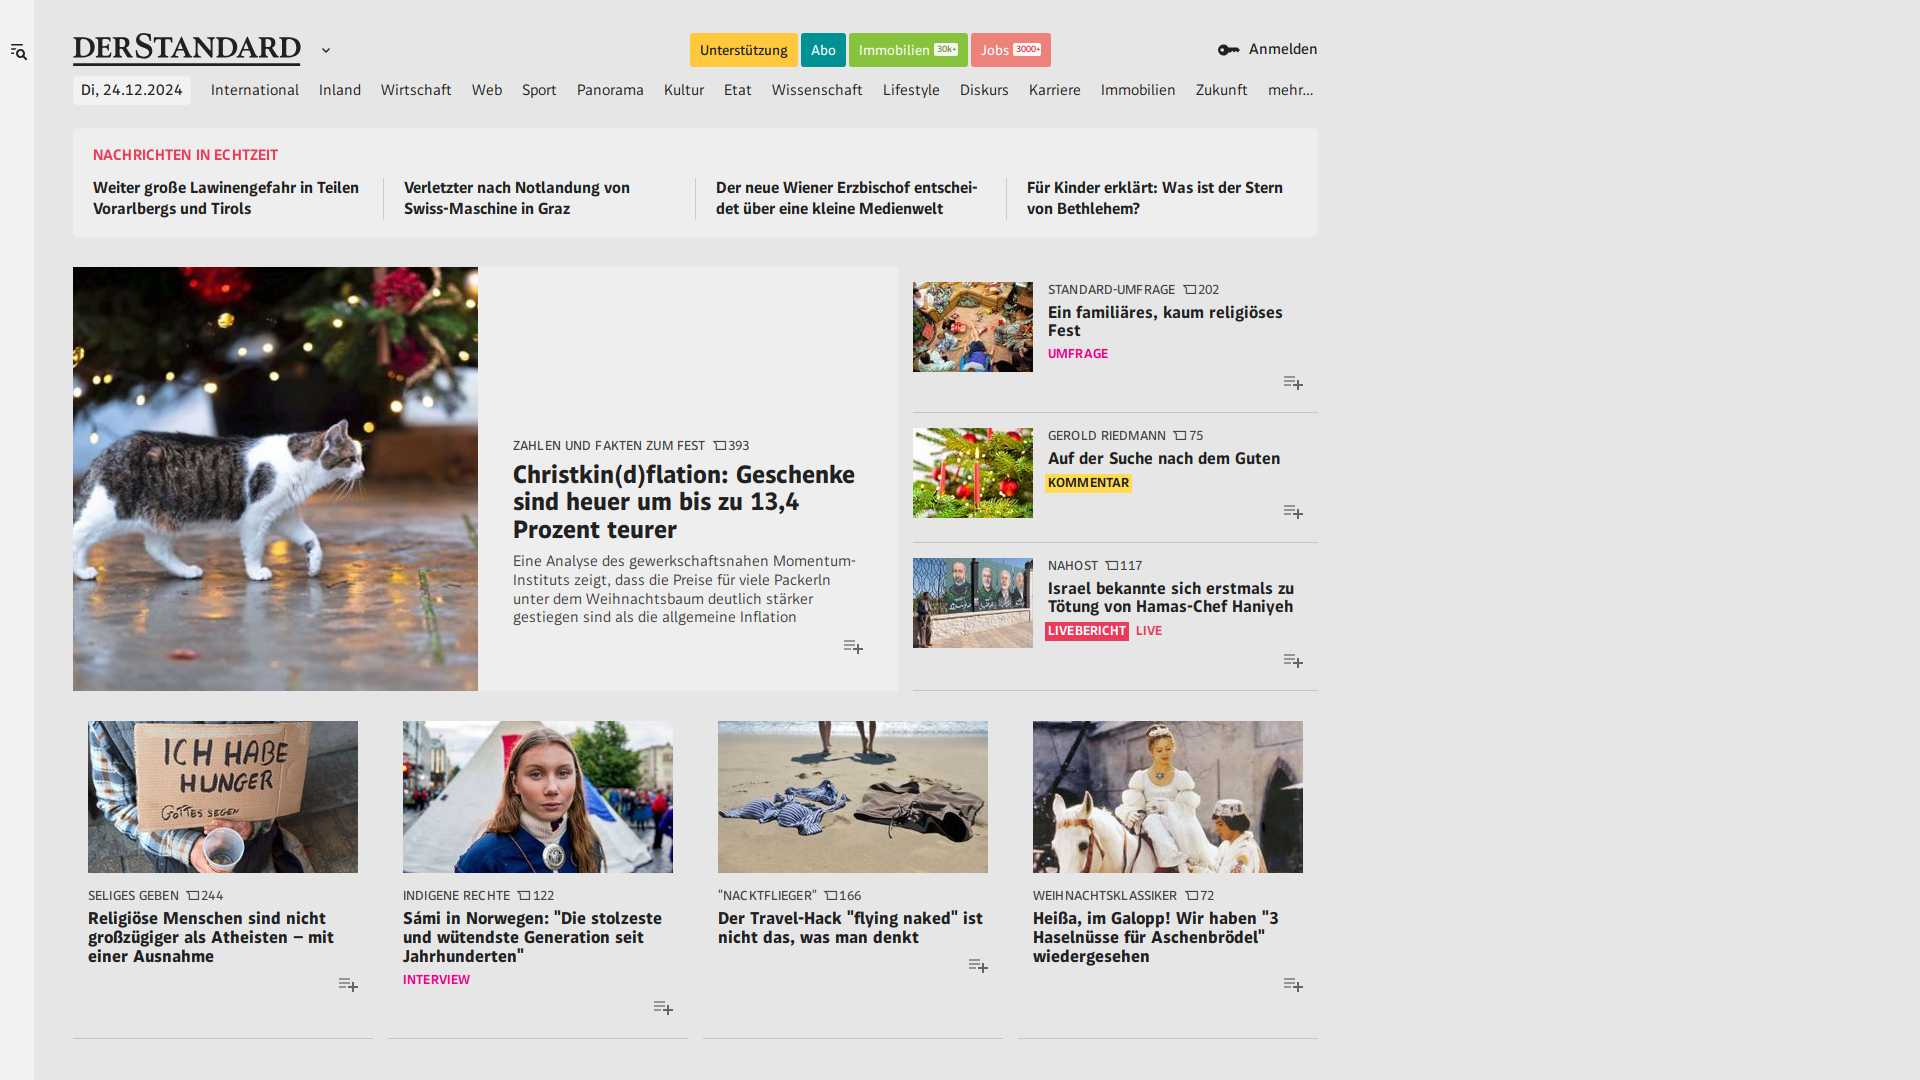 DERSTANDARD
Unterstützung
Abo
Immobilien 30k+
Jobs 3000+
Anmelden
Di, 24.12.2024
International
Inland
Wirtschaft
Web
Sport
Panorama
Kultur
Etat
Wissenschaft
Lifestyle
Diskurs
Karriere
Immobilien
Zukunft
mehr...
NACHRICHTEN IN ECHTZEIT
Weiter große Lawinengefahr in Teilen
Vorarlbergs und Tirols
Verletzter nach Notlandung von
Swiss-Maschine in Graz
Der neue Wiener Erzbischof entschei-
det über eine kleine Medienwelt
Für Kinder erklärt: Was ist der Stern
von Bethlehem?
ZAHLEN UND FAKTEN ZUM FEST 393
Christkin(d)flation: Geschenke
sind heuer um bis zu 13,4
Prozent teurer
Eine Analyse des gewerkschaftsnahen Momentum-
Instituts zeigt, dass die Preise für viele Packerln
unter dem Weihnachtsbaum deutlich stärker
gestiegen sind als die allgemeine Inflation
STANDARD-UMFRAGE 202
Ein familiäres, kaum religiöses
Fest
UMFRAGE
GEROLD RIEDMANN 75
Auf der Suche nach dem Guten
KOMMENTAR
NAHOST 117
Israel bekannte sich erstmals zu
Tötung von Hamas-Chef Haniyeh
LIVEBERICHT LIVE
ICH HABE
HUNGER
GOTTES SEGEN
SELIGES GEBEN 244
Religiöse Menschen sind nicht
großzügiger als Atheisten – mit
einer Ausnahme
INDIGENE RECHTE 122
Sámi in Norwegen: "Die stolzeste
und wütendste Generation seit
Jahrhunderten"
INTERVIEW
"NACKTFLIEGER" 166
Der Travel-Hack "flying naked" ist
nicht das, was man denkt
WEIHNACHTSKLASSIKER 72
Heißa, im Galopp! Wir haben "3
Haselnüsse für Aschenbrödel"
wiedergesehen